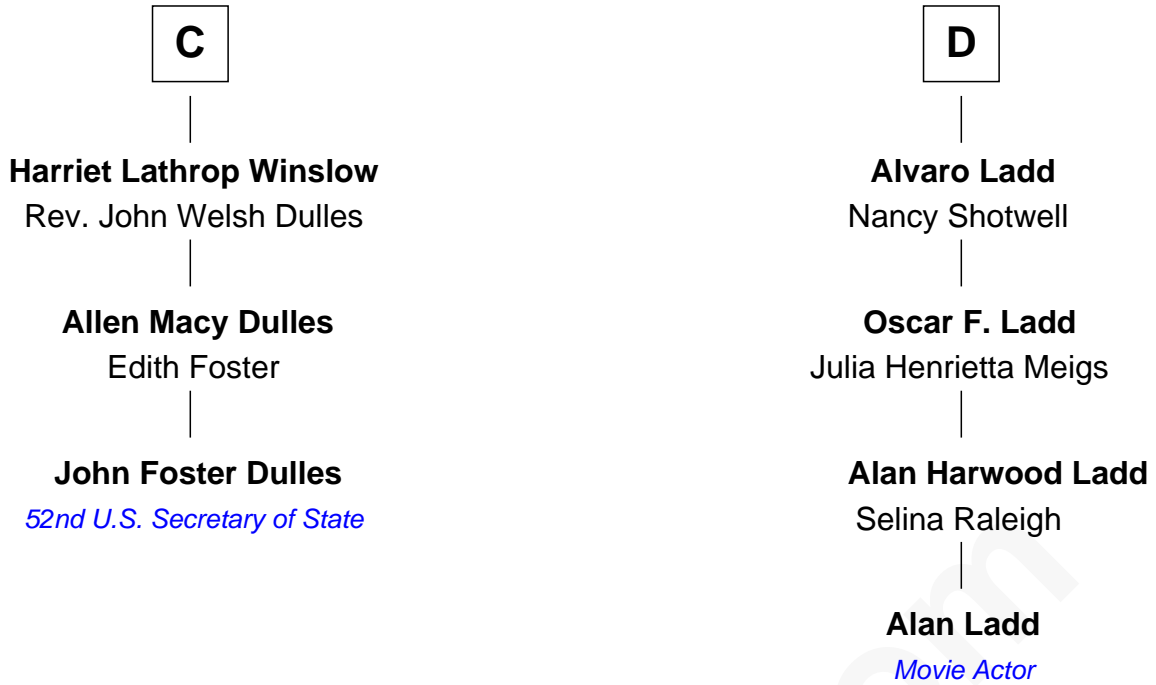 C
Harriet Lathrop Winslow
Rev. John Welsh Dulles
Allen Macy Dulles
Edith Foster
John Foster Dulles
52nd U.S. Secretary of State
D
Alvaro Ladd
Nancy Shotwell
Oscar F. Ladd
Julia Henrietta Meigs
Alan Harwood Ladd
Selina Raleigh
Alan Ladd
Movie Actor
om